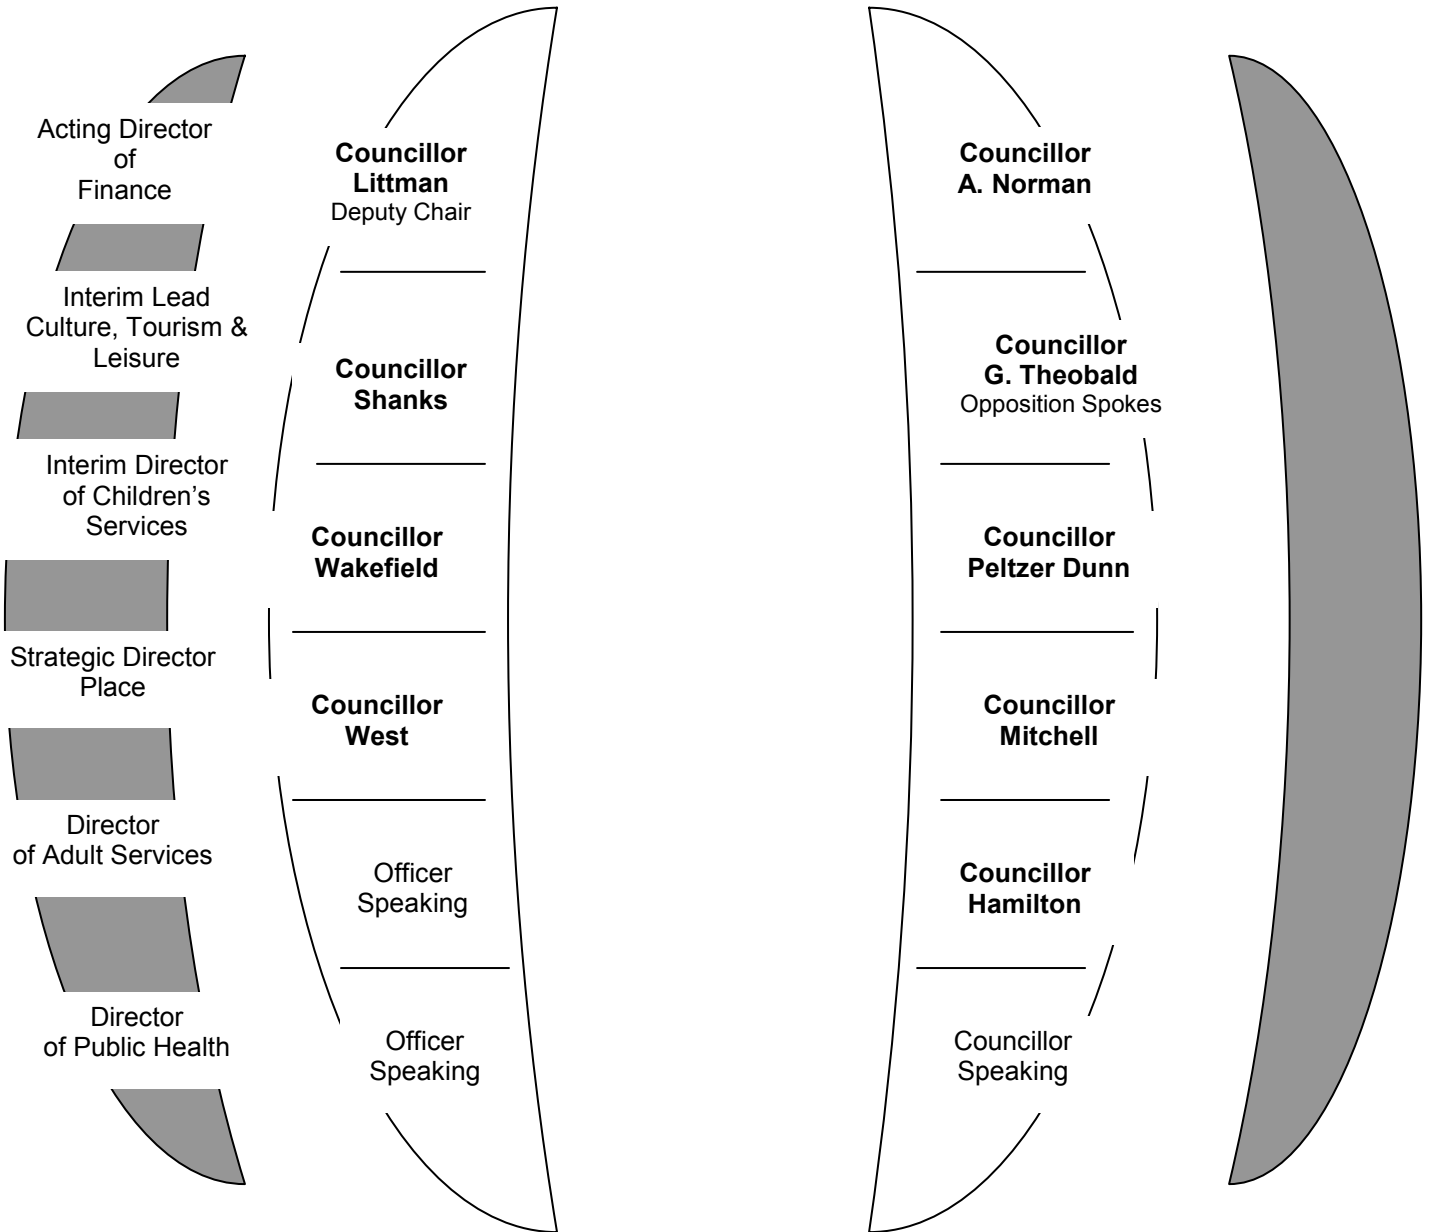 Acting Director
of
Finance
Interim Lead
Culture, Tourism &
Leisure
Interim Director
of Children's
Services
Strategic Director
Place
Director
of Adult Services
Director
of Public Health
Councillor
Littman
Deputy Chair
Councillor
Shanks
Councillor
Wakefield
Councillor
West
Officer
Speaking
Officer
Speaking
Councillor
A. Norman
Councillor
G. Theobald
Opposition Spokes
Councillor
Peltzer Dunn
Councillor
Mitchell
Councillor
Hamilton
Councillor
Speaking